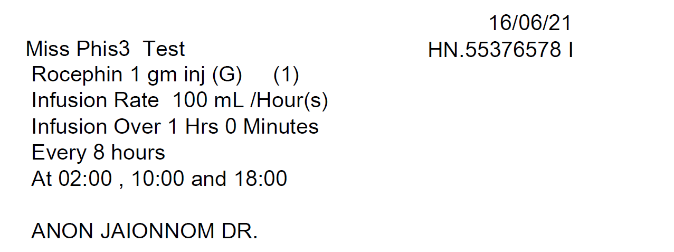 16/06/21
Miss Phis3  Test HN.55376578 I
Rocephin 1 gm inj (G) (1)
Infusion Rate  100 mL /Hour(s)
Infusion Over 1 Hrs 0 Minutes
Every 8 hours
At 02:00 , 10:00 and 18:00
ANON JAIONNOM DR.